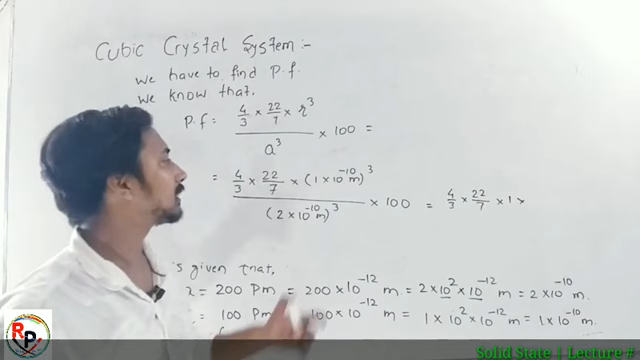 Cubic Crystal System :-
we have to find P.f.
we know that,
P.f = 4/3 × 22/7 × r³ / a³ × 100 =
= 4/3 × 22/7 × (1 × 10⁻¹⁰ m)³ / (2 × 10⁻¹⁰ m)³ × 100 = 4/3 × 22/7 × 1 ×
given that,
= 200 Pm = 200 × 10⁻¹² m = 2 × 10² × 10⁻¹² m = 2 × 10⁻¹⁰ m.
= 100 Pm 100 × 10⁻¹² m = 1 × 10² × 10⁻¹² m = 1 × 10⁻¹⁰ m.
RP
Solid State | Lecture #